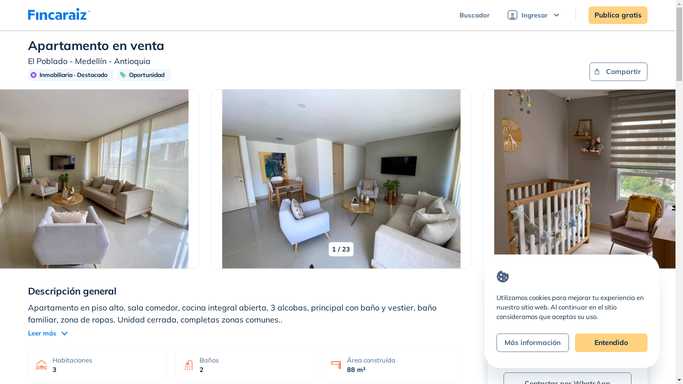 Fincaraiz
Buscador
Ingresar
Publica gratis
Apartamento en venta
El Poblado - Medellín - Antioquia
Inmobiliaria · Destacado
Oportunidad
Compartir
1 / 23
Descripción general
Apartamento en piso alto, sala comedor, cocina integral abierta, 3 alcobas, principal con baño y vestier, baño
familiar, zona de ropas. Unidad cerrada, completas zonas comunes..
Leer más
Habitaciones
3
Baños
2
Área construida
88 m²
Utilizamos cookies para mejorar tu experiencia en
nuestro sitio web. Al continuar en el sitio
consideramos que aceptas su uso.
Más información
Entendido
Contactar por WhatsApp